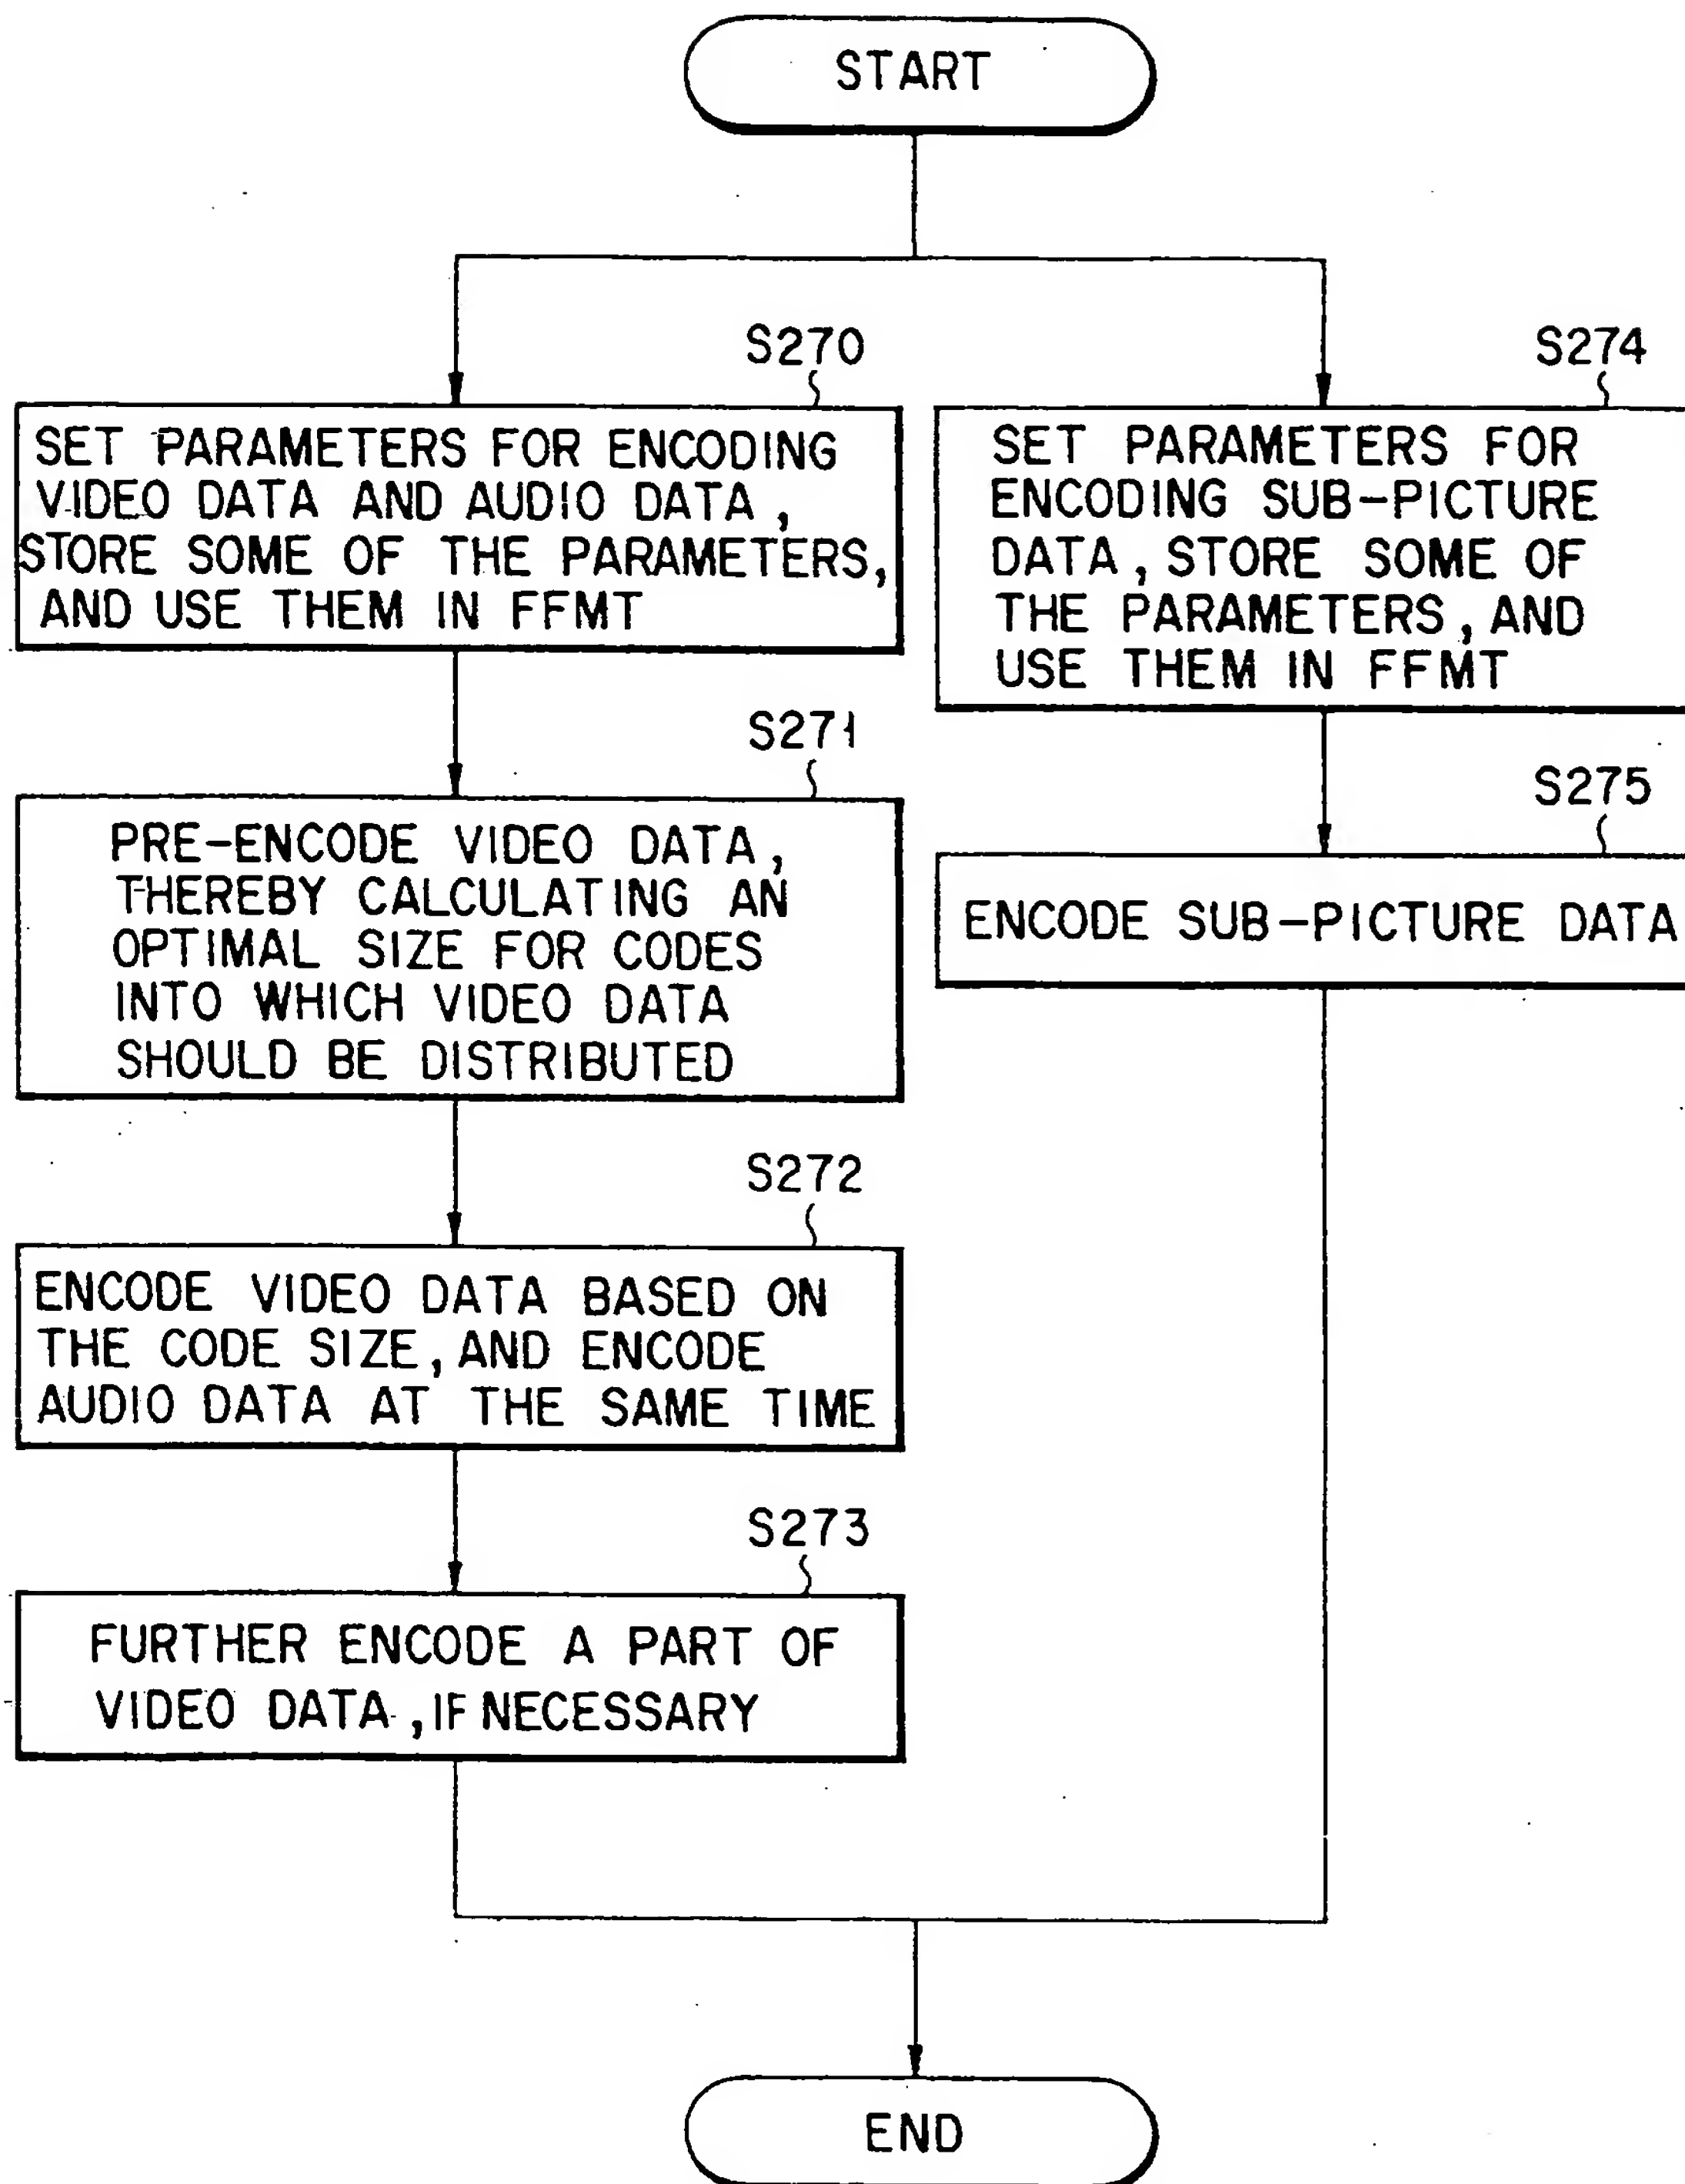 START
S270
SET PARAMETERS FOR ENCODING
VIDEO DATA AND AUDIO DATA,
STORE SOME OF THE PARAMETERS,
AND USE THEM IN FFMT
S271
PRE-ENCODE VIDEO DATA,
THEREBY CALCULATING AN
OPTIMAL SIZE FOR CODES
INTO WHICH VIDEO DATA
SHOULD BE DISTRIBUTED
S272
ENCODE VIDEO DATA BASED ON
THE CODE SIZE, AND ENCODE
AUDIO DATA AT THE SAME TIME
S273
FURTHER ENCODE A PART OF
VIDEO DATA, IF NECESSARY
S274
SET PARAMETERS FOR
ENCODING SUB-PICTURE
DATA, STORE SOME OF
THE PARAMETERS, AND
USE THEM IN FFMT
S275
ENCODE SUB-PICTURE DATA
END